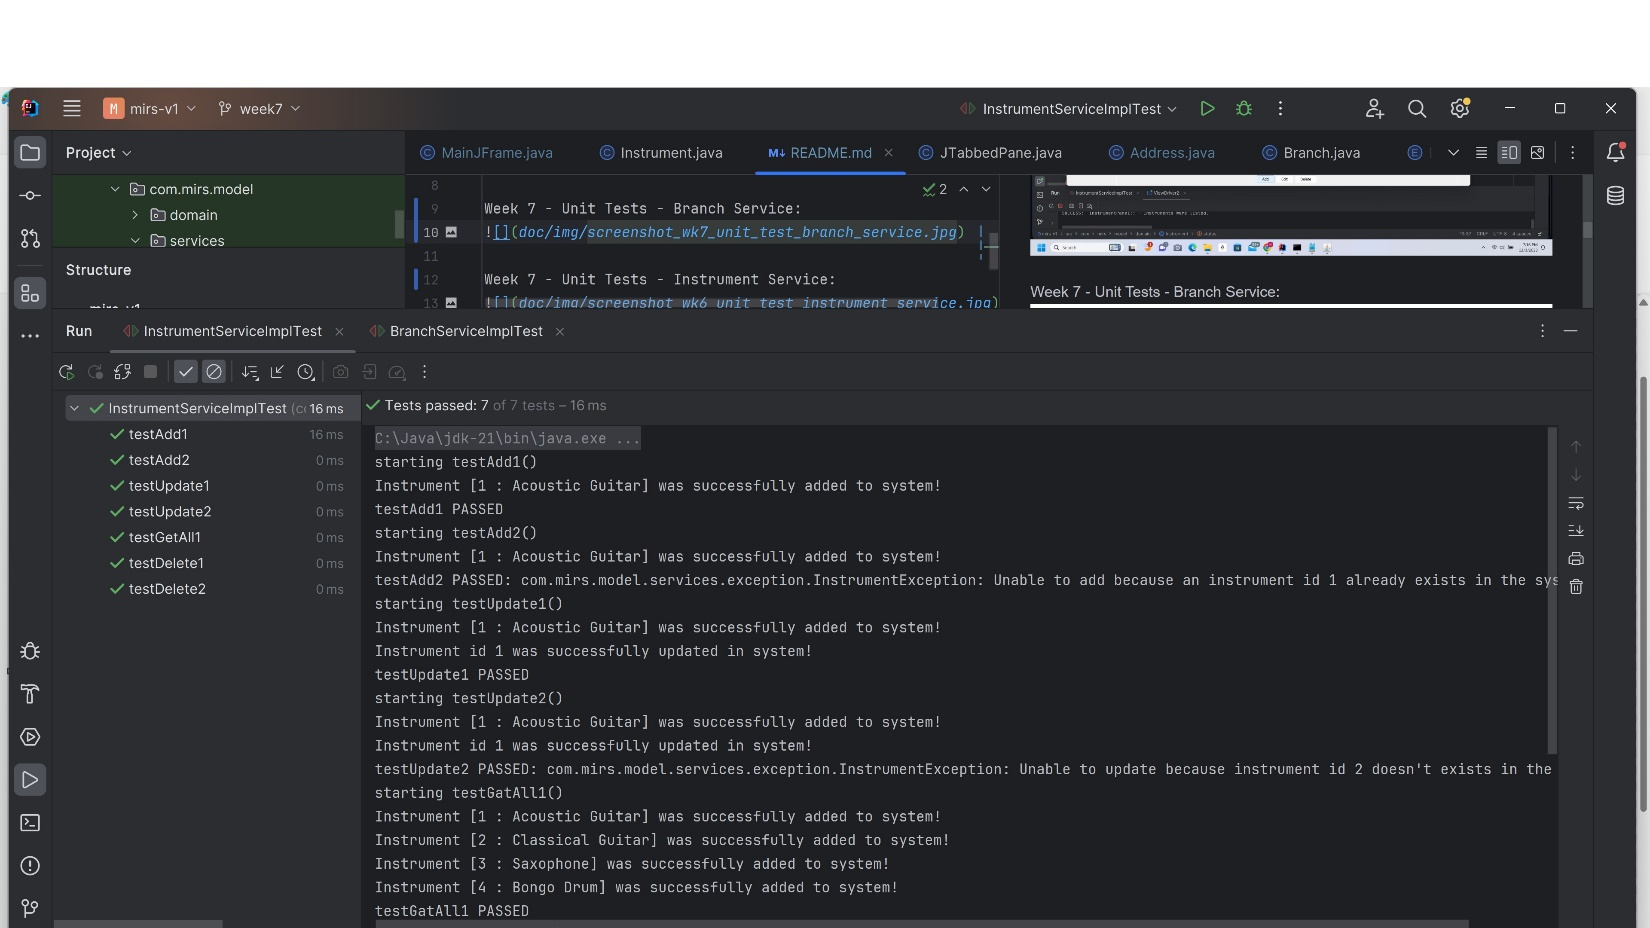 M mirs-v1 week7 InstrumentServiceImplTest
Project
MainJFrame.java Instrument.java M↓ README.md JTabbedPane.java Address.java Branch.java
com.mirs.model
domain
services
Structure
8
9 Week 7 - Unit Tests - Branch Service:
10 ![](doc/img/screenshot_wk7_unit_test_branch_service.jpg)
11
12 Week 7 - Unit Tests - Instrument Service:
13 ![](doc/img/screenshot_wk6_unit_test_instrument_service.jpg)
2
Week 7 - Unit Tests - Branch Service:
Run InstrumentServiceImplTest BranchServiceImplTest
InstrumentServiceImplTest (c 16 ms
testAdd1 16 ms
testAdd2 0 ms
testUpdate1 0 ms
testUpdate2 0 ms
testGetAll1 0 ms
testDelete1 0 ms
testDelete2 0 ms
Tests passed: 7 of 7 tests – 16 ms
C:\Java\jdk-21\bin\java.exe ...
starting testAdd1()
Instrument [1 : Acoustic Guitar] was successfully added to system!
testAdd1 PASSED
starting testAdd2()
Instrument [1 : Acoustic Guitar] was successfully added to system!
testAdd2 PASSED: com.mirs.model.services.exception.InstrumentException: Unable to add because an instrument id 1 already exists in the sys
starting testUpdate1()
Instrument [1 : Acoustic Guitar] was successfully added to system!
Instrument id 1 was successfully updated in system!
testUpdate1 PASSED
starting testUpdate2()
Instrument [1 : Acoustic Guitar] was successfully added to system!
Instrument id 1 was successfully updated in system!
testUpdate2 PASSED: com.mirs.model.services.exception.InstrumentException: Unable to update because instrument id 2 doesn't exists in the
starting testGatAll1()
Instrument [1 : Acoustic Guitar] was successfully added to system!
Instrument [2 : Classical Guitar] was successfully added to system!
Instrument [3 : Saxophone] was successfully added to system!
Instrument [4 : Bongo Drum] was successfully added to system!
testGatAll1 PASSED